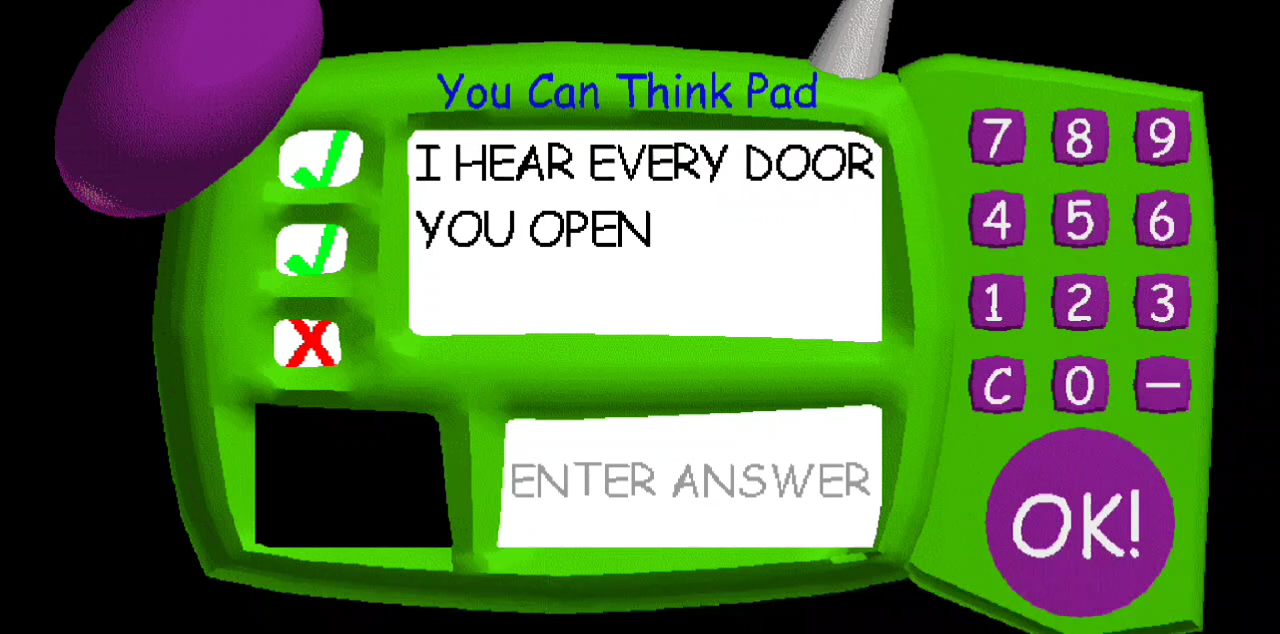 You Can Think Pad
I HEAR EVERY DOOR
YOU OPEN
ENTER ANSWER
7 8 9
4 5 6
1 2 3
C 0 —
OK!